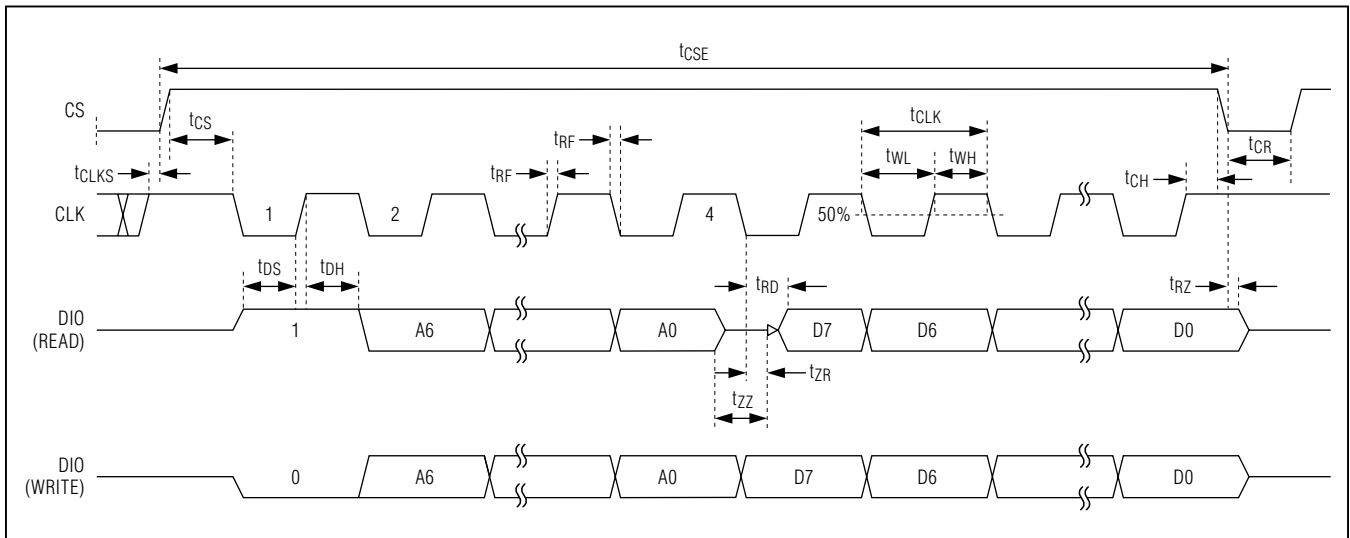 tCSE
CS
tCS
tCLK
tCLKS
tRF
tRF
tWL
tWH
tCH
tCR
CLK
1
2
4
50%
tDS
tDH
tRD
tRZ
DIO
(READ)
1
A6
A0
D7
D6
D0
tZR
tZZ
DIO
(WRITE)
0
A6
A0
D7
D6
D0